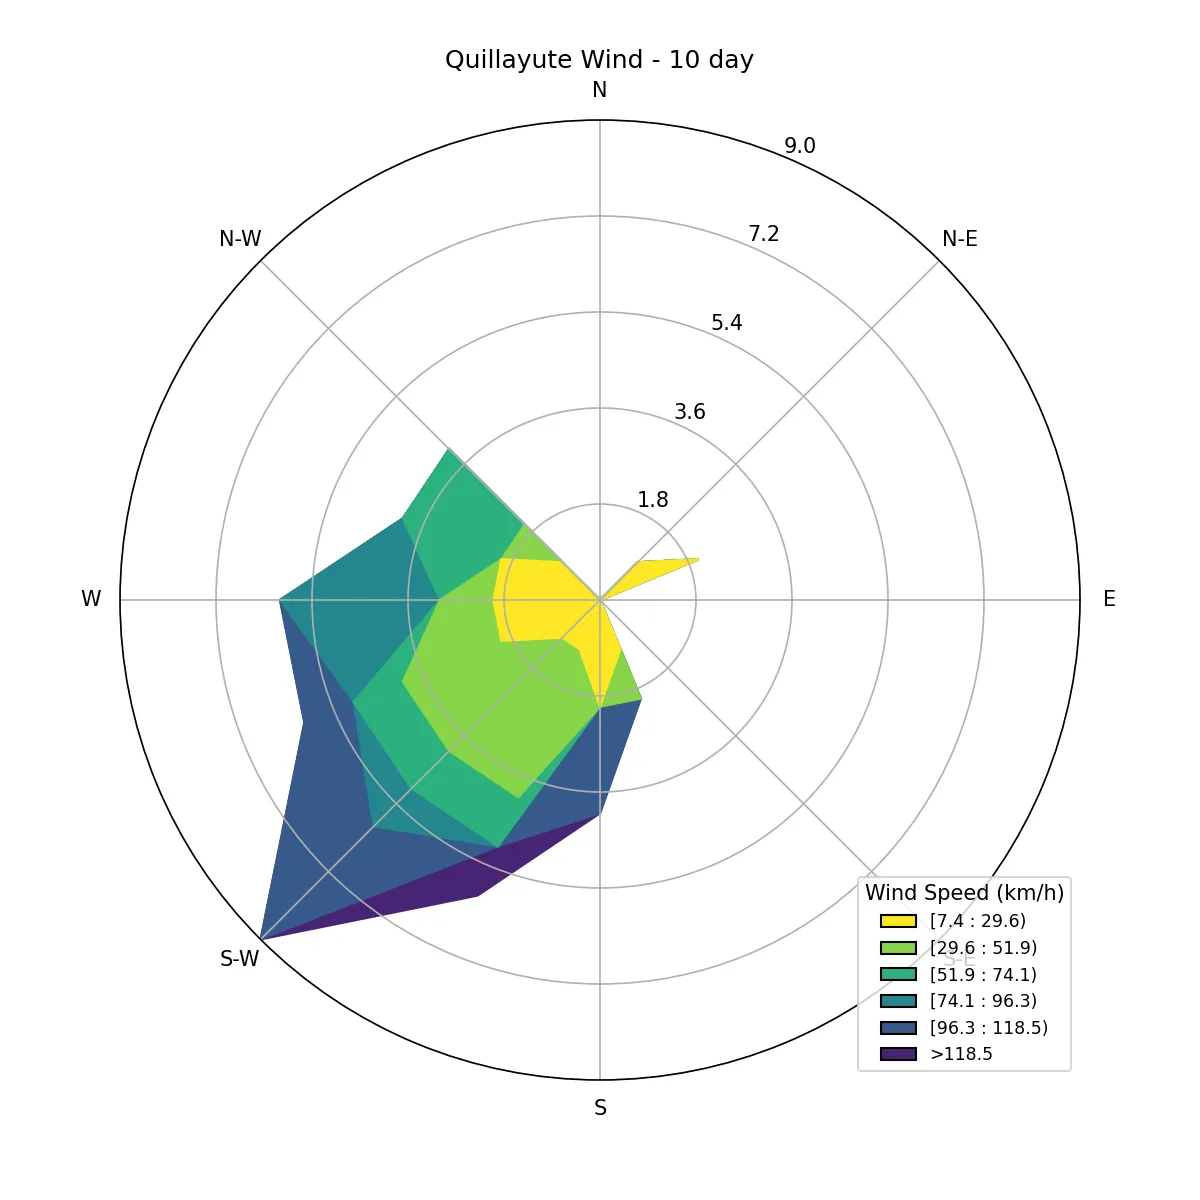 Quillayute Wind - 10 day
N
9.0
N-W
7.2
N-E
5.4
3.6
1.8
W
E
S-W
S-E
S
Wind Speed (km/h)
[7.4 : 29.6)
[29.6 : 51.9)
[51.9 : 74.1)
[74.1 : 96.3)
[96.3 : 118.5)
>118.5